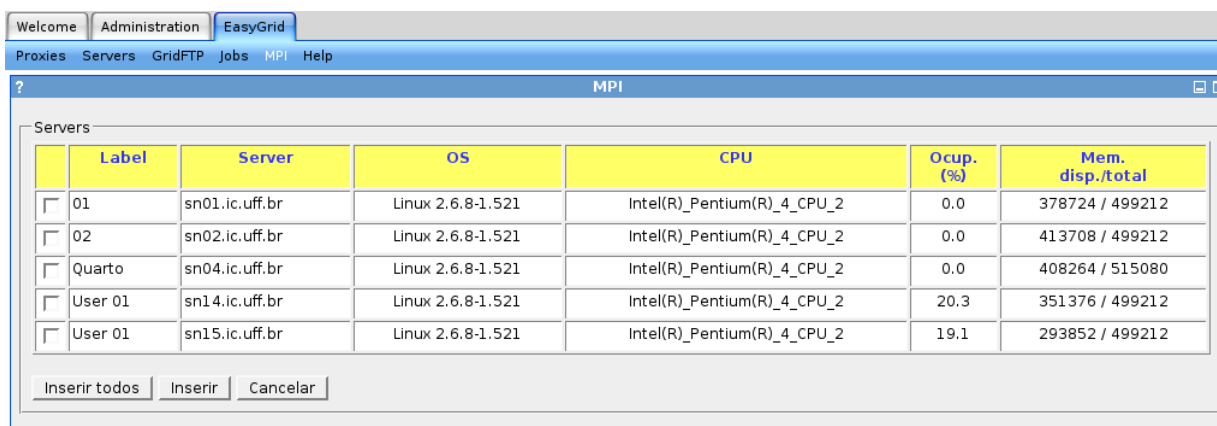 Welcome Administration EasyGrid
Proxies Servers GridFTP Jobs MPI Help
? MPI
Servers
Label Server OS CPU Ocup. (%) Mem. disp./total
01 sn01.ic.uff.br Linux 2.6.8-1.521 Intel(R)_Pentium(R)_4_CPU_2 0.0 378724 / 499212
02 sn02.ic.uff.br Linux 2.6.8-1.521 Intel(R)_Pentium(R)_4_CPU_2 0.0 413708 / 499212
Quarto sn04.ic.uff.br Linux 2.6.8-1.521 Intel(R)_Pentium(R)_4_CPU_2 0.0 408264 / 515080
User 01 sn14.ic.uff.br Linux 2.6.8-1.521 Intel(R)_Pentium(R)_4_CPU_2 20.3 351376 / 499212
User 01 sn15.ic.uff.br Linux 2.6.8-1.521 Intel(R)_Pentium(R)_4_CPU_2 19.1 293852 / 499212
Inserir todos Inserir Cancelar